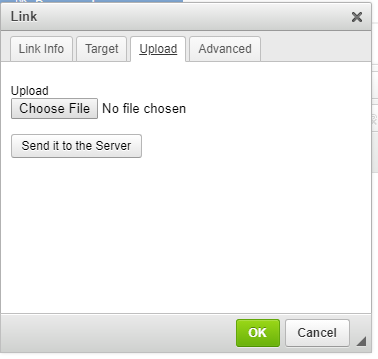 Link
Link Info Target Upload Advanced
Upload
Choose File No file chosen
Send it to the Server
OK Cancel